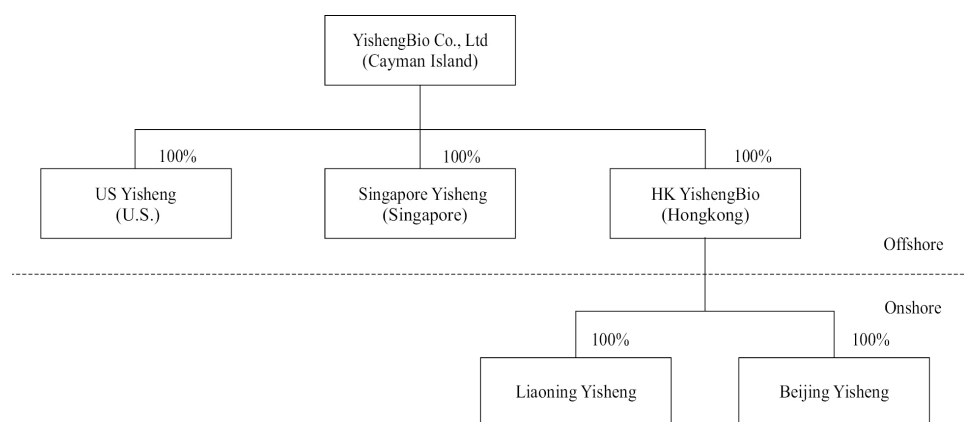 YishengBio Co., Ltd
(Cayman Island)
100%
100%
100%
US Yisheng
(U.S.)
Singapore Yisheng
(Singapore)
HK YishengBio
(Hongkong)
Offshore
Onshore
100%
100%
Liaoning Yisheng
Beijing Yisheng